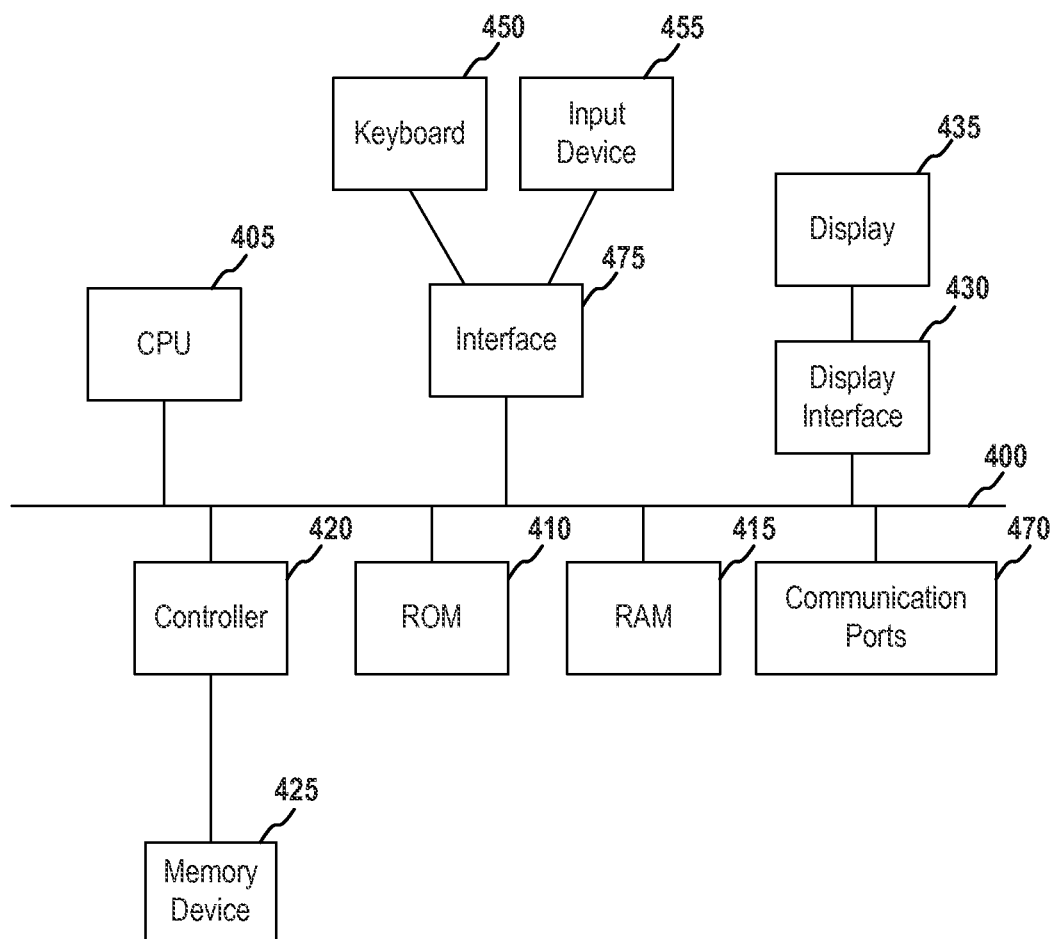 450
455
Keyboard
Input
Device
435
Display
405
475
CPU
Interface
430
Display
Interface
400
420
410
415
470
Controller
ROM
RAM
Communication
Ports
425
Memory
Device